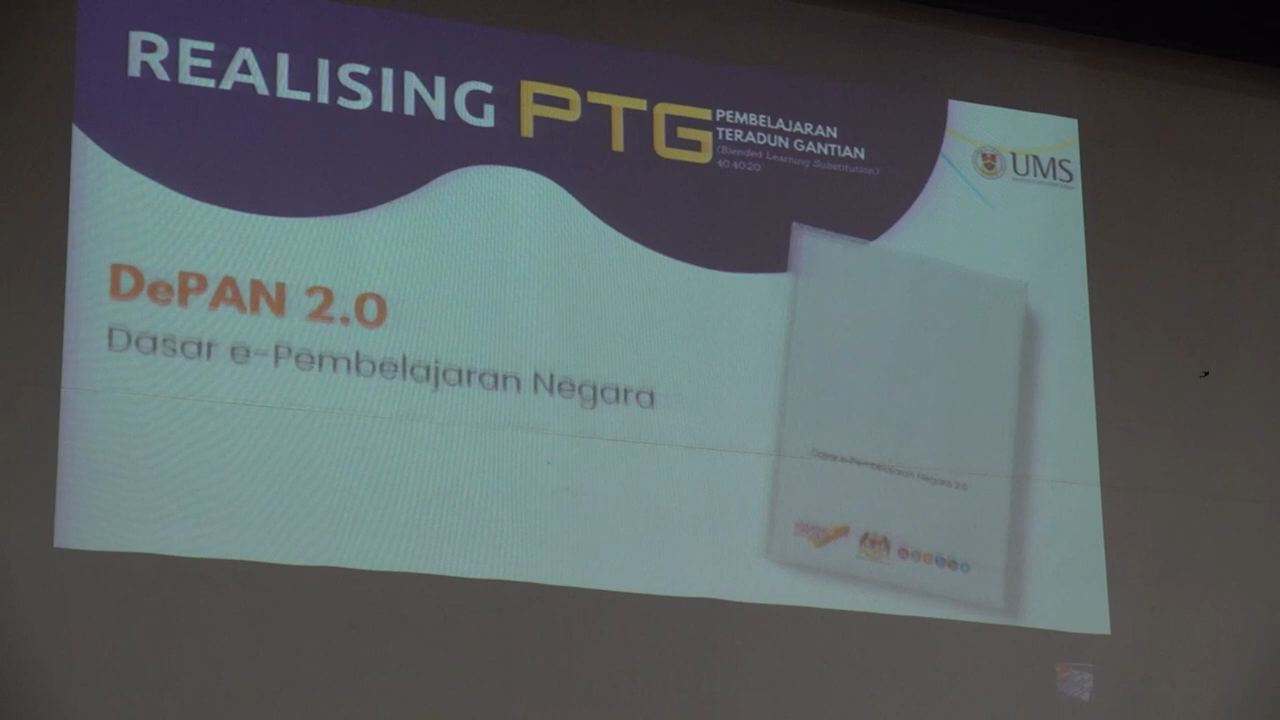 REALISING PTG
PEMBELAJARAN
TERADUN GANTIAN
(Blended Learning Substitution)
40:40:20
UMS
DePAN 2.0
Dasar e-Pembelajaran Negara
Dasar e-Pembelajaran Negara 2.0